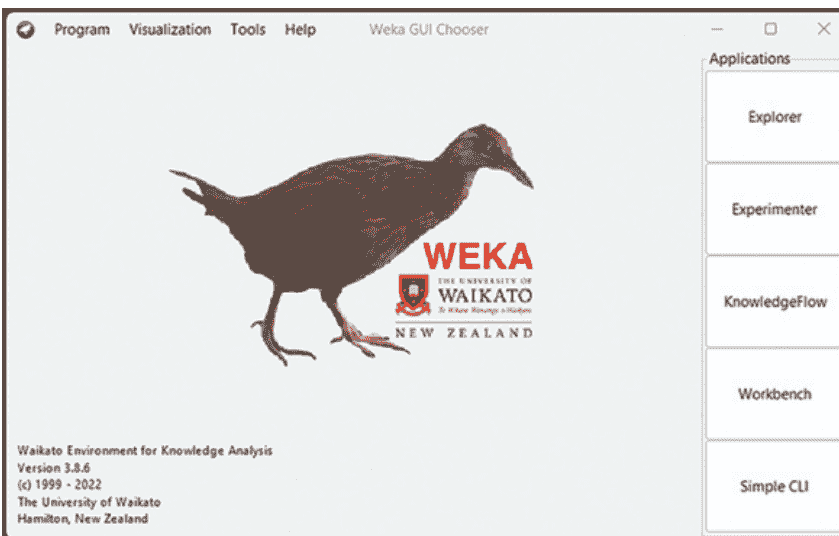 Program Visualization Tools Help Weka GUI Chooser
Applications
Explorer
Experimenter
KnowledgeFlow
Workbench
Simple CLI
WEKA
THE UNIVERSITY OF
WAIKATO
Te Whare Wānanga o Waikato
NEW ZEALAND
Waikato Environment for Knowledge Analysis
Version 3.8.6
(c) 1999 - 2022
The University of Waikato
Hamilton, New Zealand